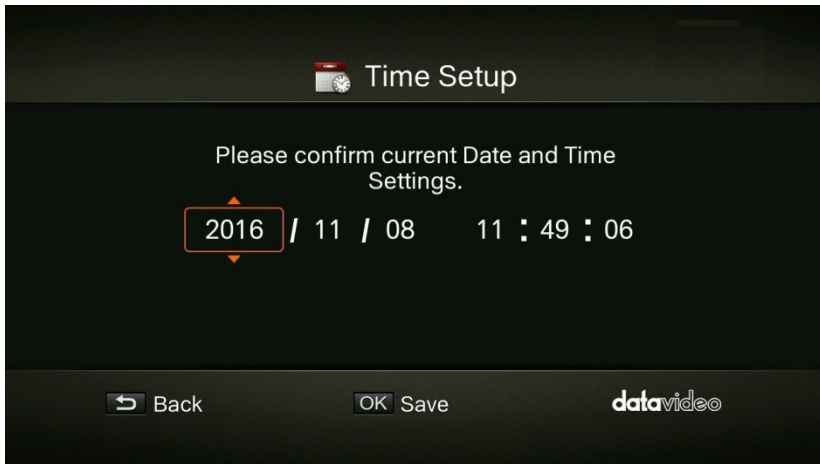 Time Setup
Please confirm current Date and Time
Settings.
2016 / 11 / 08 11 : 49 : 06
Back OK Save datavideo